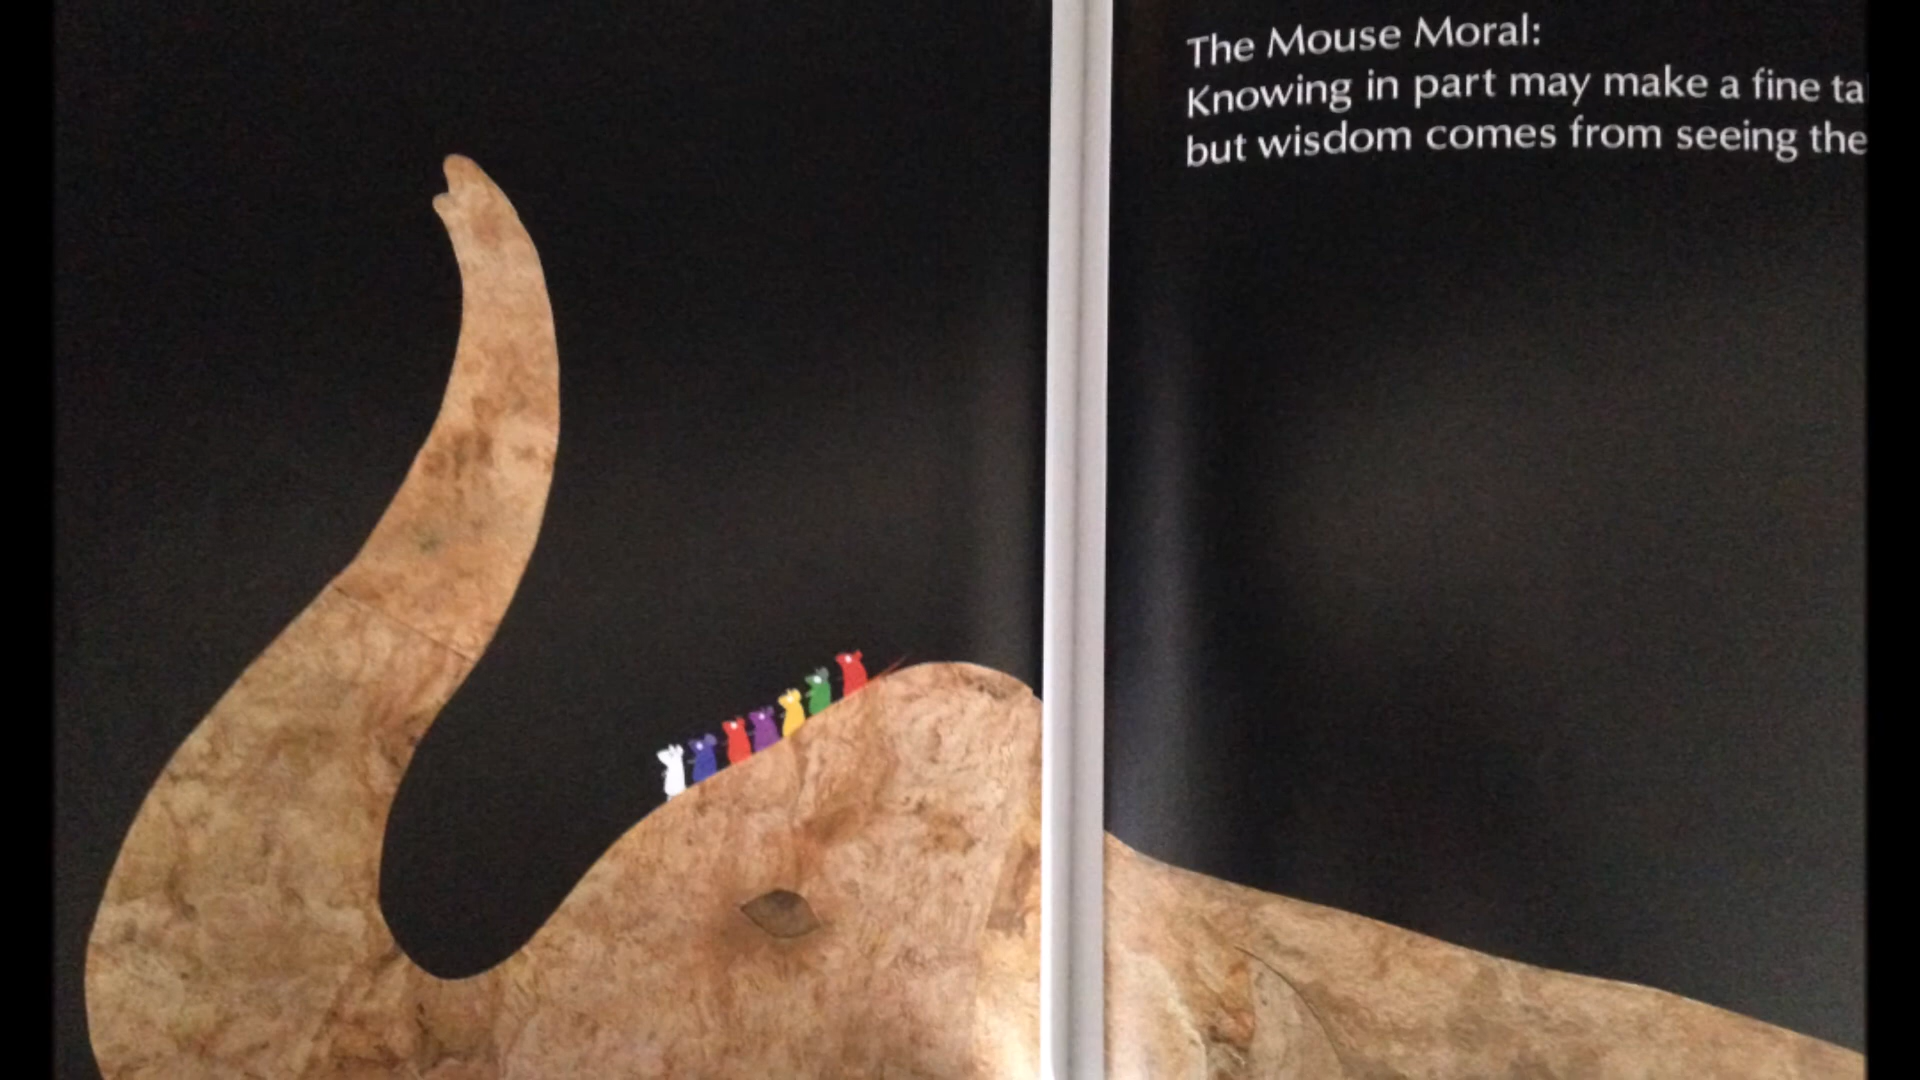 The Mouse Moral:
Knowing in part may make a fine ta
but wisdom comes from seeing the